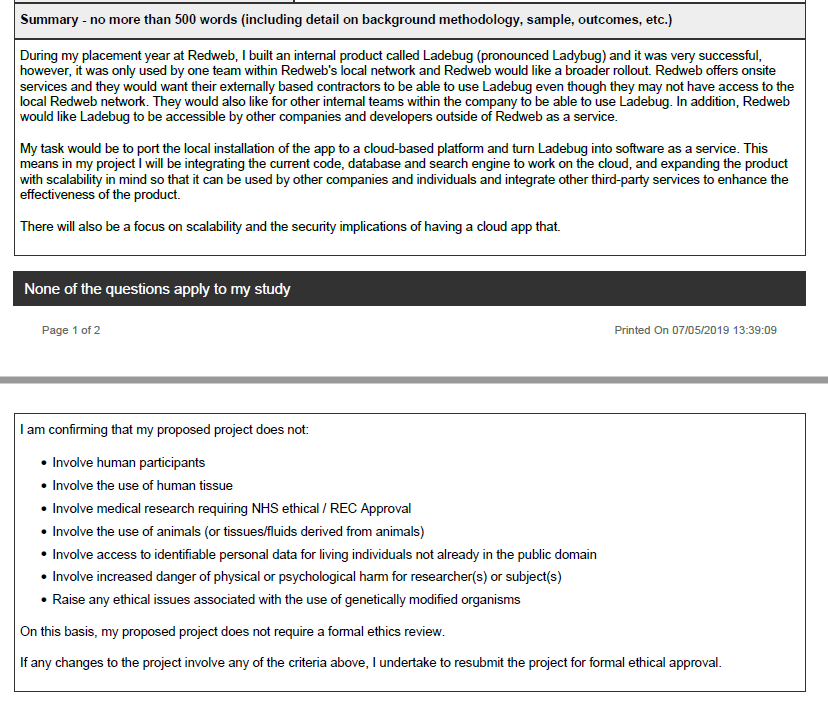 Summary - no more than 500 words (including detail on background methodology, sample, outcomes, etc.)
During my placement year at Redweb, I built an internal product called Ladebug (pronounced Ladybug) and it was very successful,
however, it was only used by one team within Redweb's local network and Redweb would like a broader rollout. Redweb offers onsite
services and they would want their externally based contractors to be able to use Ladebug even though they may not have access to the
local Redweb network. They would also like for other internal teams within the company to be able to use Ladebug. In addition, Redweb
would like Ladebug to be accessible by other companies and developers outside of Redweb as a service.
My task would be to port the local installation of the app to a cloud-based platform and turn Ladebug into software as a service. This
means in my project I will be integrating the current code, database and search engine to work on the cloud, and expanding the product
with scalability in mind so that it can be used by other companies and individuals and integrate other third-party services to enhance the
effectiveness of the product.
There will also be a focus on scalability and the security implications of having a cloud app that.
None of the questions apply to my study
Page 1 of 2 Printed On 07/05/2019 13:39:09
I am confirming that my proposed project does not:
• Involve human participants
• Involve the use of human tissue
• Involve medical research requiring NHS ethical / REC Approval
• Involve the use of animals (or tissues/fluids derived from animals)
• Involve access to identifiable personal data for living individuals not already in the public domain
• Involve increased danger of physical or psychological harm for researcher(s) or subject(s)
• Raise any ethical issues associated with the use of genetically modified organisms
On this basis, my proposed project does not require a formal ethics review.
If any changes to the project involve any of the criteria above, I undertake to resubmit the project for formal ethical approval.